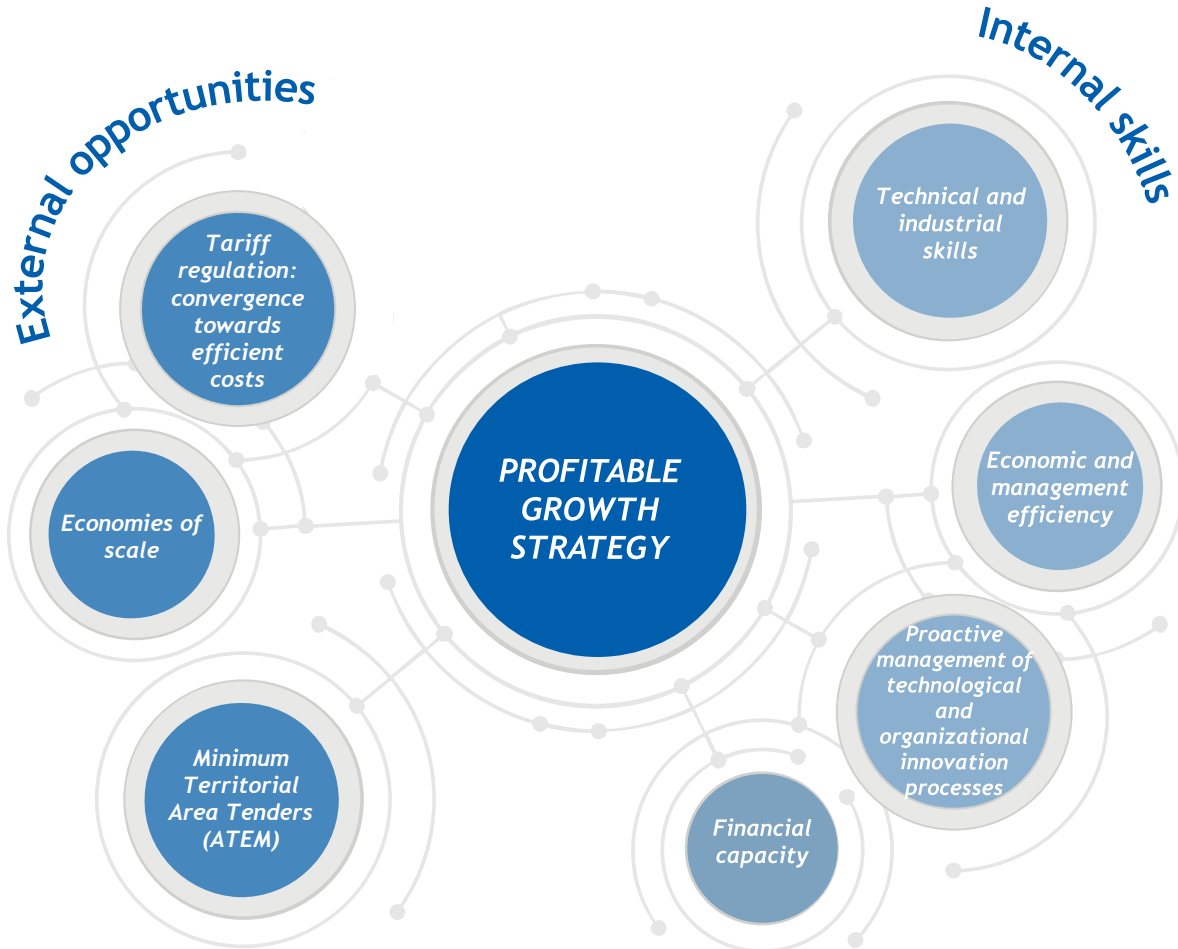 External opportunities
Tariff
regulation:
convergence
towards
efficient
costs
Economies of
scale
Minimum
Territorial
Area Tenders
(ATEM)
PROFITABLE
GROWTH
STRATEGY
Internal skills
Technical and
industrial
skills
Economic and
management
efficiency
Proactive
management of
technological
and
organizational
innovation
processes
Financial
capacity